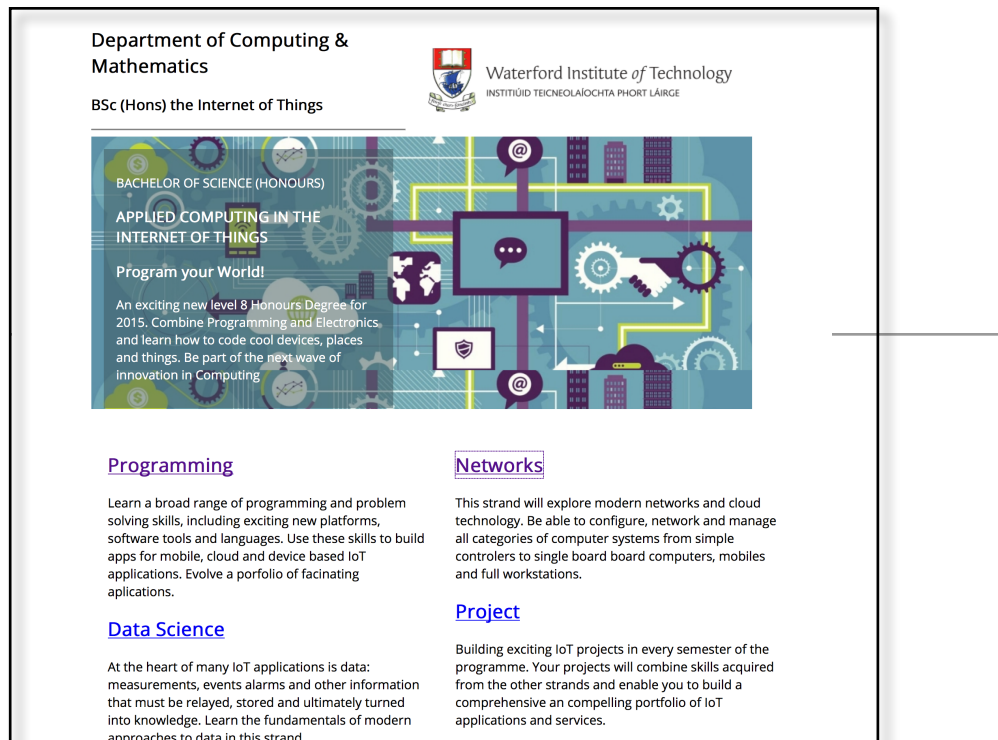 Department of Computing &
Mathematics
BSc (Hons) the Internet of Things
Waterford Institute of Technology
INSTITIÚID TEICNEOLAÍOCHTA PHORT LÁIRGE
BACHELOR OF SCIENCE (HONOURS)
APPLIED COMPUTING IN THE
INTERNET OF THINGS
Program your World!
An exciting new level 8 Honours Degree for
2015. Combine Programming and Electronics
and learn how to code cool devices, places
and things. Be part of the next wave of
innovation in Computing
Programming
Learn a broad range of programming and problem
solving skills, including exciting new platforms,
software tools and languages. Use these skills to build
apps for mobile, cloud and device based IoT
applications. Evolve a porfolio of facinating
aplications.
Data Science
At the heart of many IoT applications is data:
measurements, events alarms and other information
that must be relayed, stored and ultimately turned
into knowledge. Learn the fundamentals of modern
approaches to data in this strand
Networks
This strand will explore modern networks and cloud
technology. Be able to configure, network and manage
all categories of computer systems from simple
controlers to single board board computers, mobiles
and full workstations.
Project
Building exciting IoT projects in every semester of the
programme. Your projects will combine skills acquired
from the other strands and enable you to build a
comprehensive an compelling portfolio of IoT
applications and services.